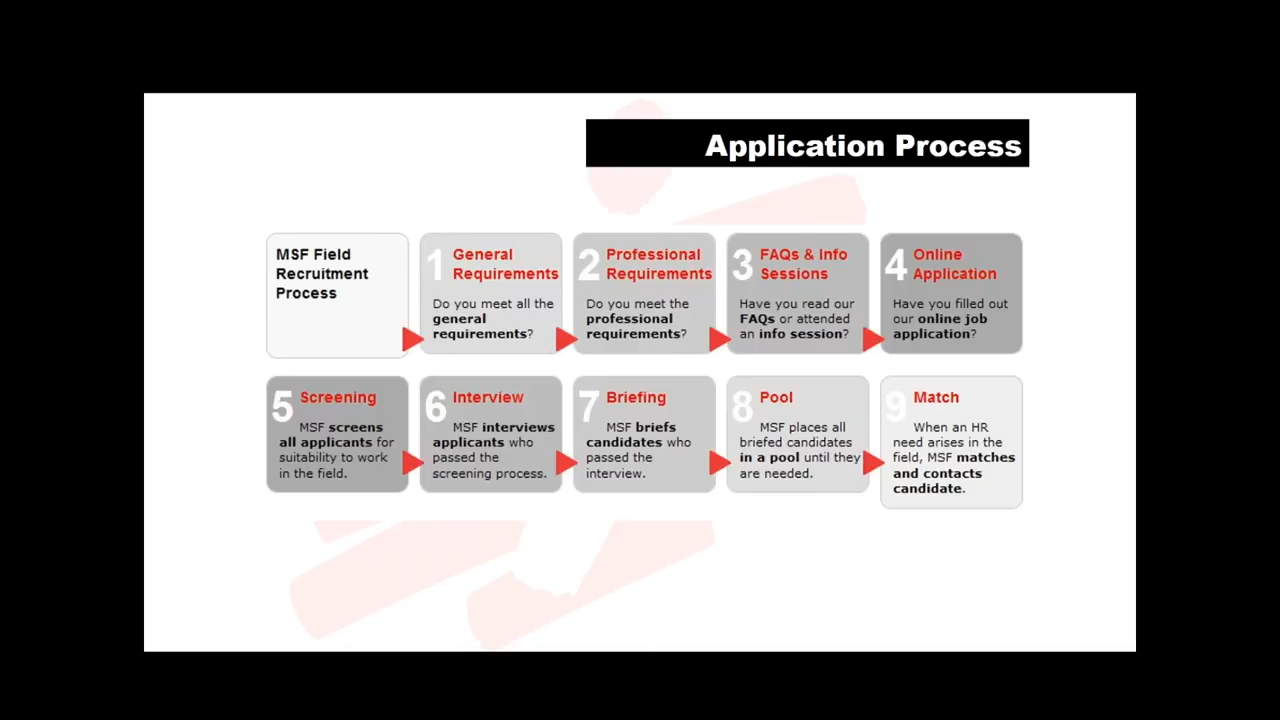 Application Process
MSF Field
Recruitment
Process
1 General
Requirements
Do you meet all the
general
requirements?
2 Professional
Requirements
Do you meet the
professional
requirements?
3 FAQs & Info
Sessions
Have you read our
FAQs or attended
an info session?
4 Online
Application
Have you filled out
our online job
application?
5 Screening
MSF screens
all applicants for
suitability to work
in the field.
6 Interview
MSF interviews
applicants who
passed the
screening process.
7 Briefing
MSF briefs
candidates who
passed the
interview.
8 Pool
MSF places all
briefed candidates
in a pool until they
are needed.
9 Match
When an HR
need arises in the
field, MSF matches
and contacts
candidate.